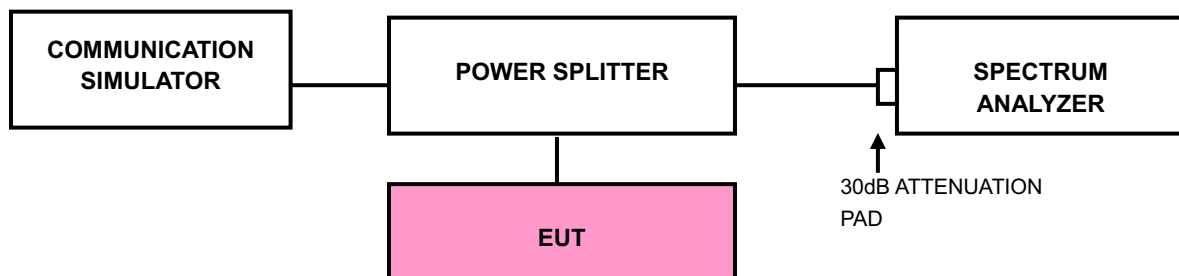 COMMUNICATION
SIMULATOR
POWER SPLITTER
SPECTRUM
ANALYZER
30dB ATTENUATION
PAD
EUT